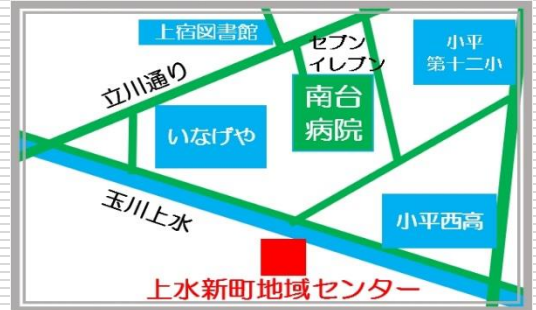 上宿図書館
セブン
イレブン
小平
第十二小
立川通り
南台
病院
いなげや
玉川上水
小平西高
上水新町地域センター